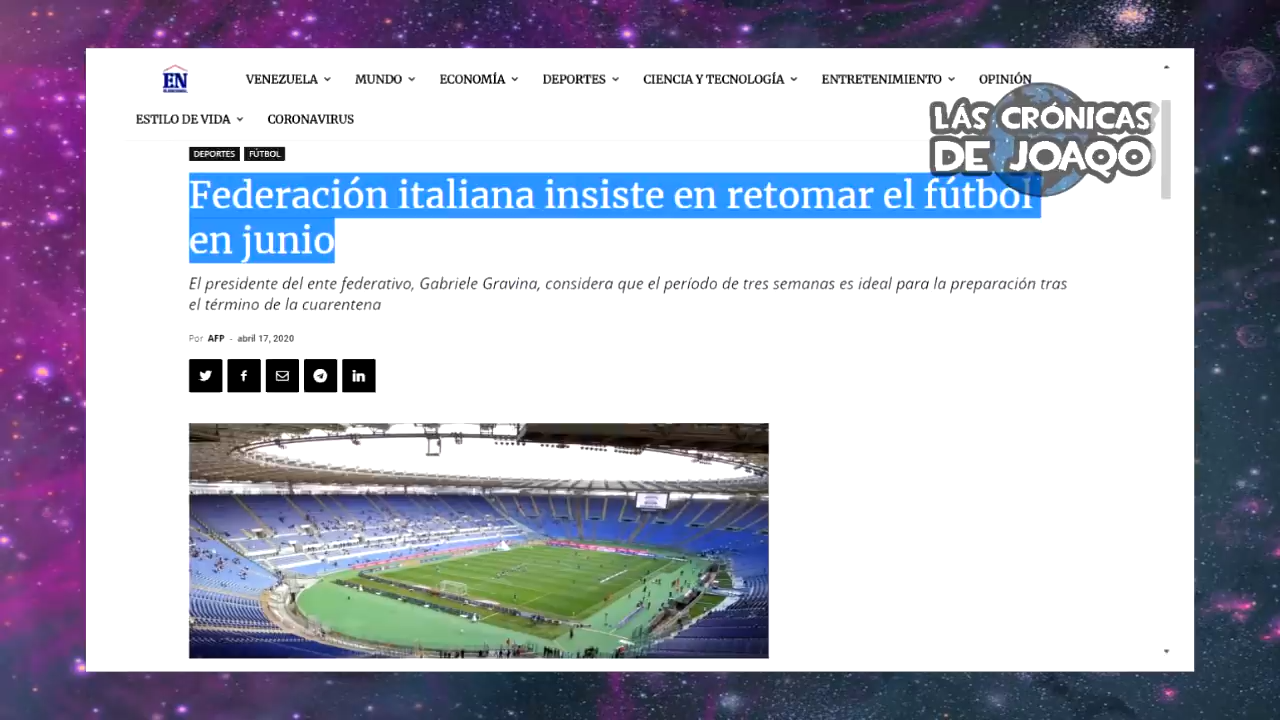 EN
VENEZUELA MUNDO ECONOMÍA DEPORTES CIENCIA Y TECNOLOGÍA ENTRETENIMIENTO OPINIÓN
ESTILO DE VIDA CORONAVIRUS
LÁS CRÓNICAS
DE JOAQO
DEPORTES FÚTBOL
Federación italiana insiste en retomar el fútbol
en junio
El presidente del ente federativo, Gabriele Gravina, considera que el período de tres semanas es ideal para la preparación tras
el término de la cuarentena
Por AFP - abril 17, 2020